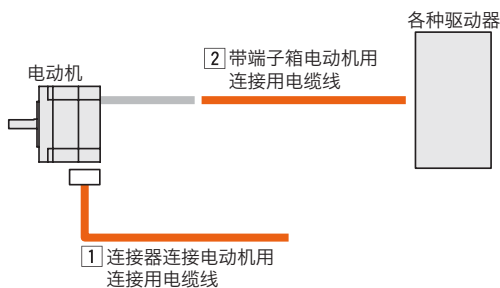 各种驱动器
2 带端子箱电动机用
连接用电缆线
电动机
1 连接器连接电动机用
连接用电缆线